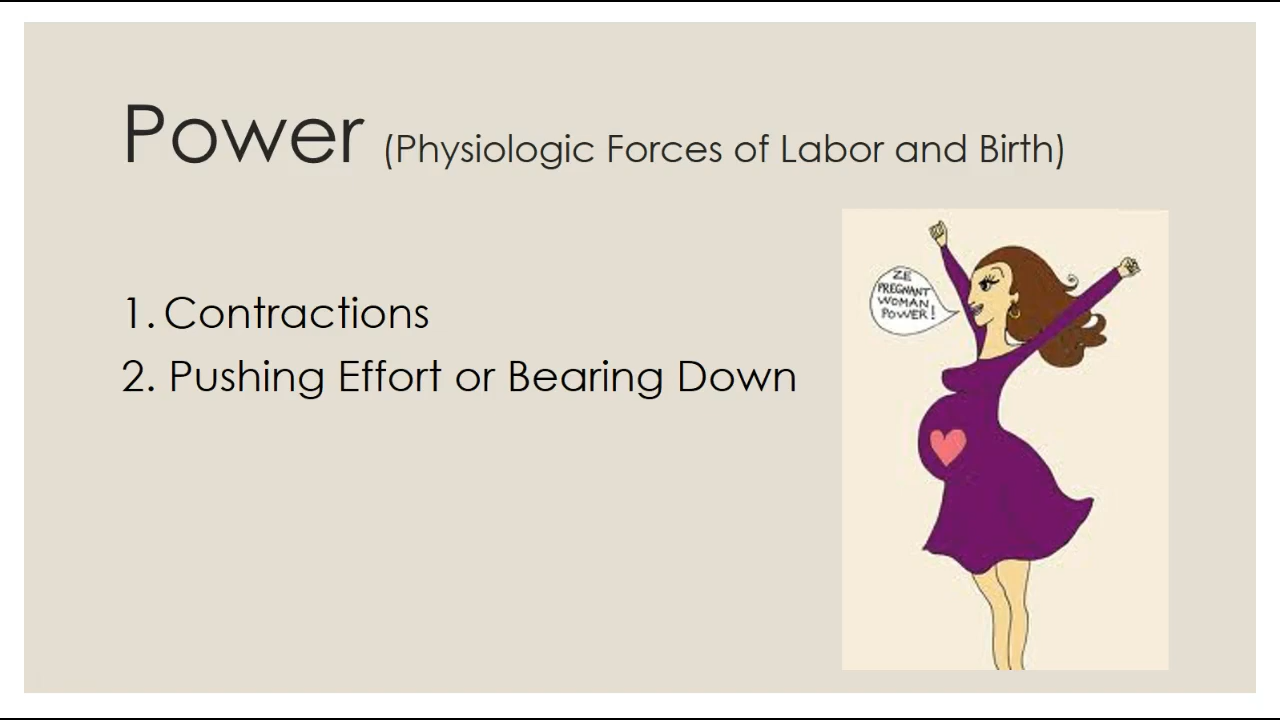 Power (Physiologic Forces of Labor and Birth)
1. Contractions
2. Pushing Effort or Bearing Down
ZE
PREGNANT
WOMAN
POWER!